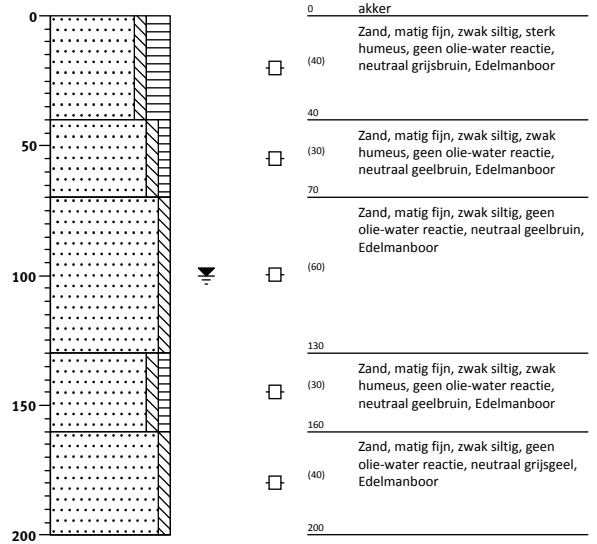 0
50
100
150
200
0 akker
Zand, matig fijn, zwak siltig, sterk
humeus, geen olie-water reactie,
(40)
neutraal grijsbruin, Edelmanboor
40
Zand, matig fijn, zwak siltig, zwak
(30) humeus, geen olie-water reactie,
neutraal geelbruin, Edelmanboor
70
Zand, matig fijn, zwak siltig, geen
olie-water reactie, neutraal geelbruin,
Edelmanboor
(60)
130
Zand, matig fijn, zwak siltig, zwak
(30) humeus, geen olie-water reactie,
neutraal geelbruin, Edelmanboor
160
Zand, matig fijn, zwak siltig, geen
olie-water reactie, neutraal grijsgeel,
(40) Edelmanboor
200